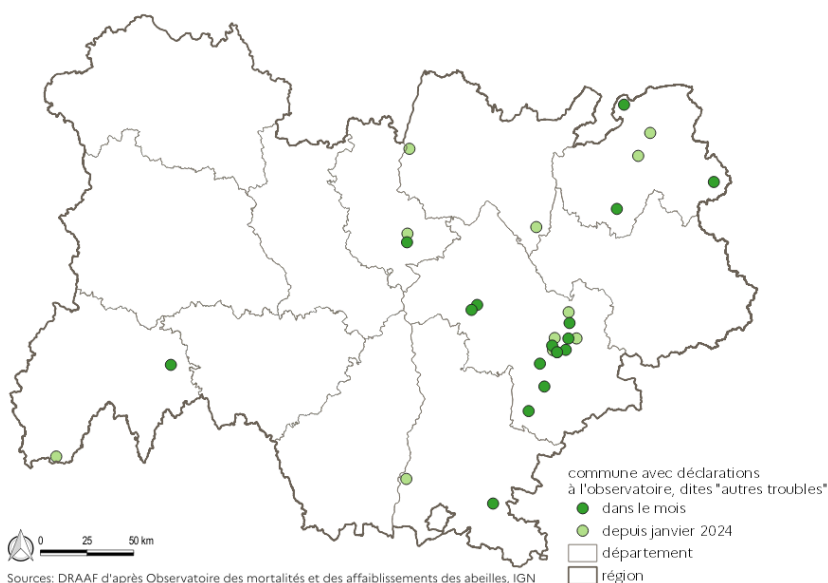 commune avec déclarations
à l'observatoire, dites "autres troubles"
dans le mois
depuis janvier 2024
département
région
0 25 50 km
Sources: DRAAF d'après Observatoire des mortalités et des affaiblissements des abeilles, IGN